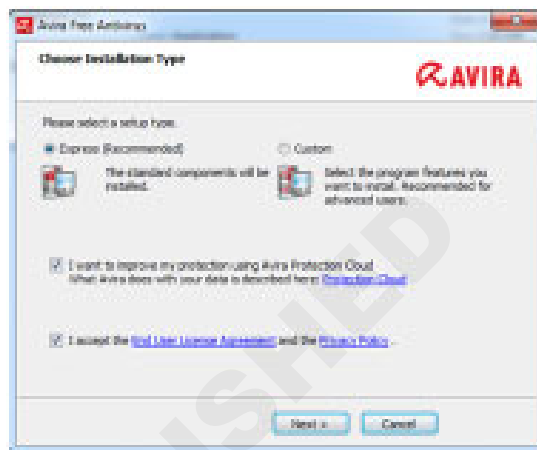 Avira Free Antivirus
Choose Installation Type
AVIRA
Please select a setup type.
Express (Recommended)
Custom
The standard components will be installed.
Select the program features you want to install. Recommended for advanced users.
I want to improve my protection using Avira Protection Cloud
What Avira does with your data is described here: Protection Cloud
I accept the End User License Agreement and the Privacy Policy .
Next >
Cancel